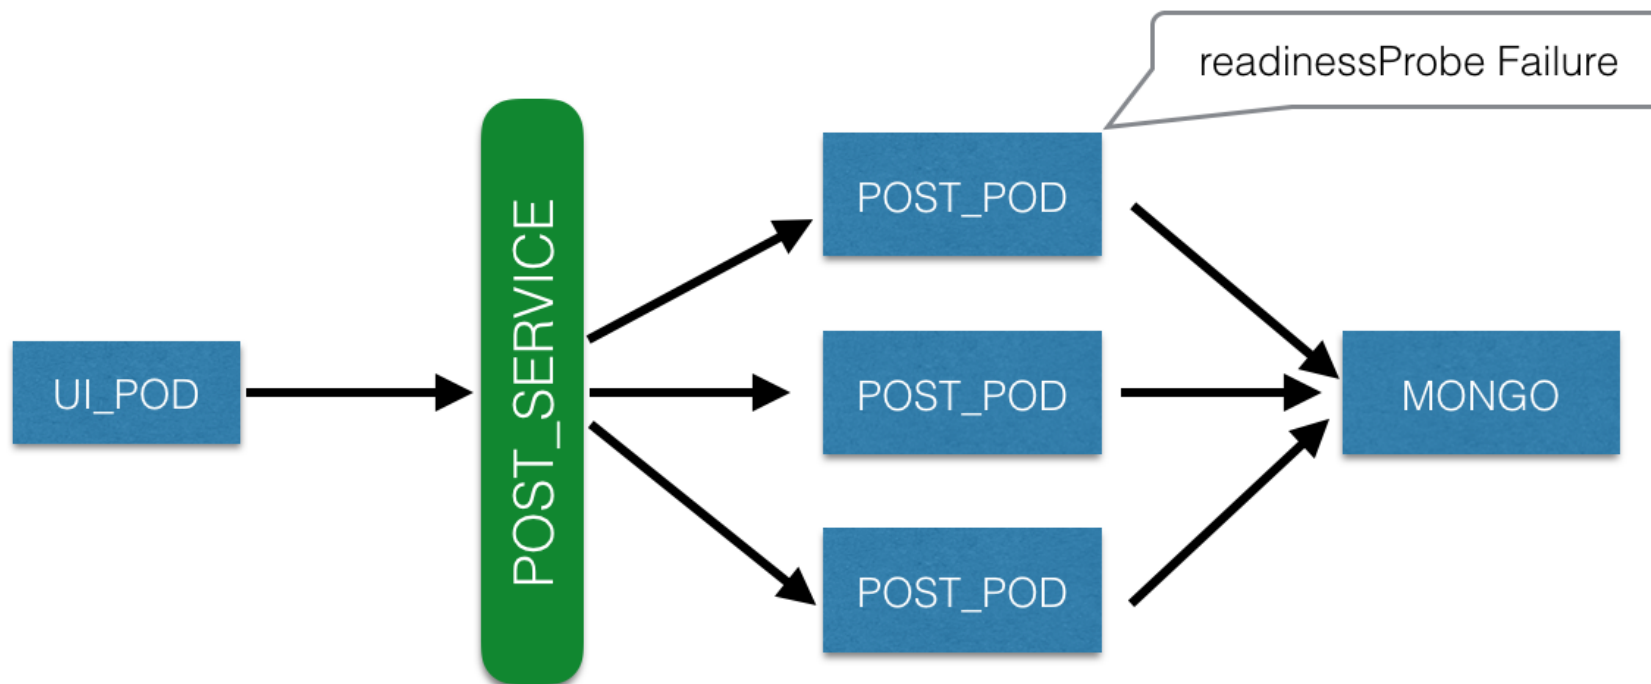 readinessProbe Failure
UI_POD
POST_SERVICE
POST_POD
POST_POD
POST_POD
MONGO